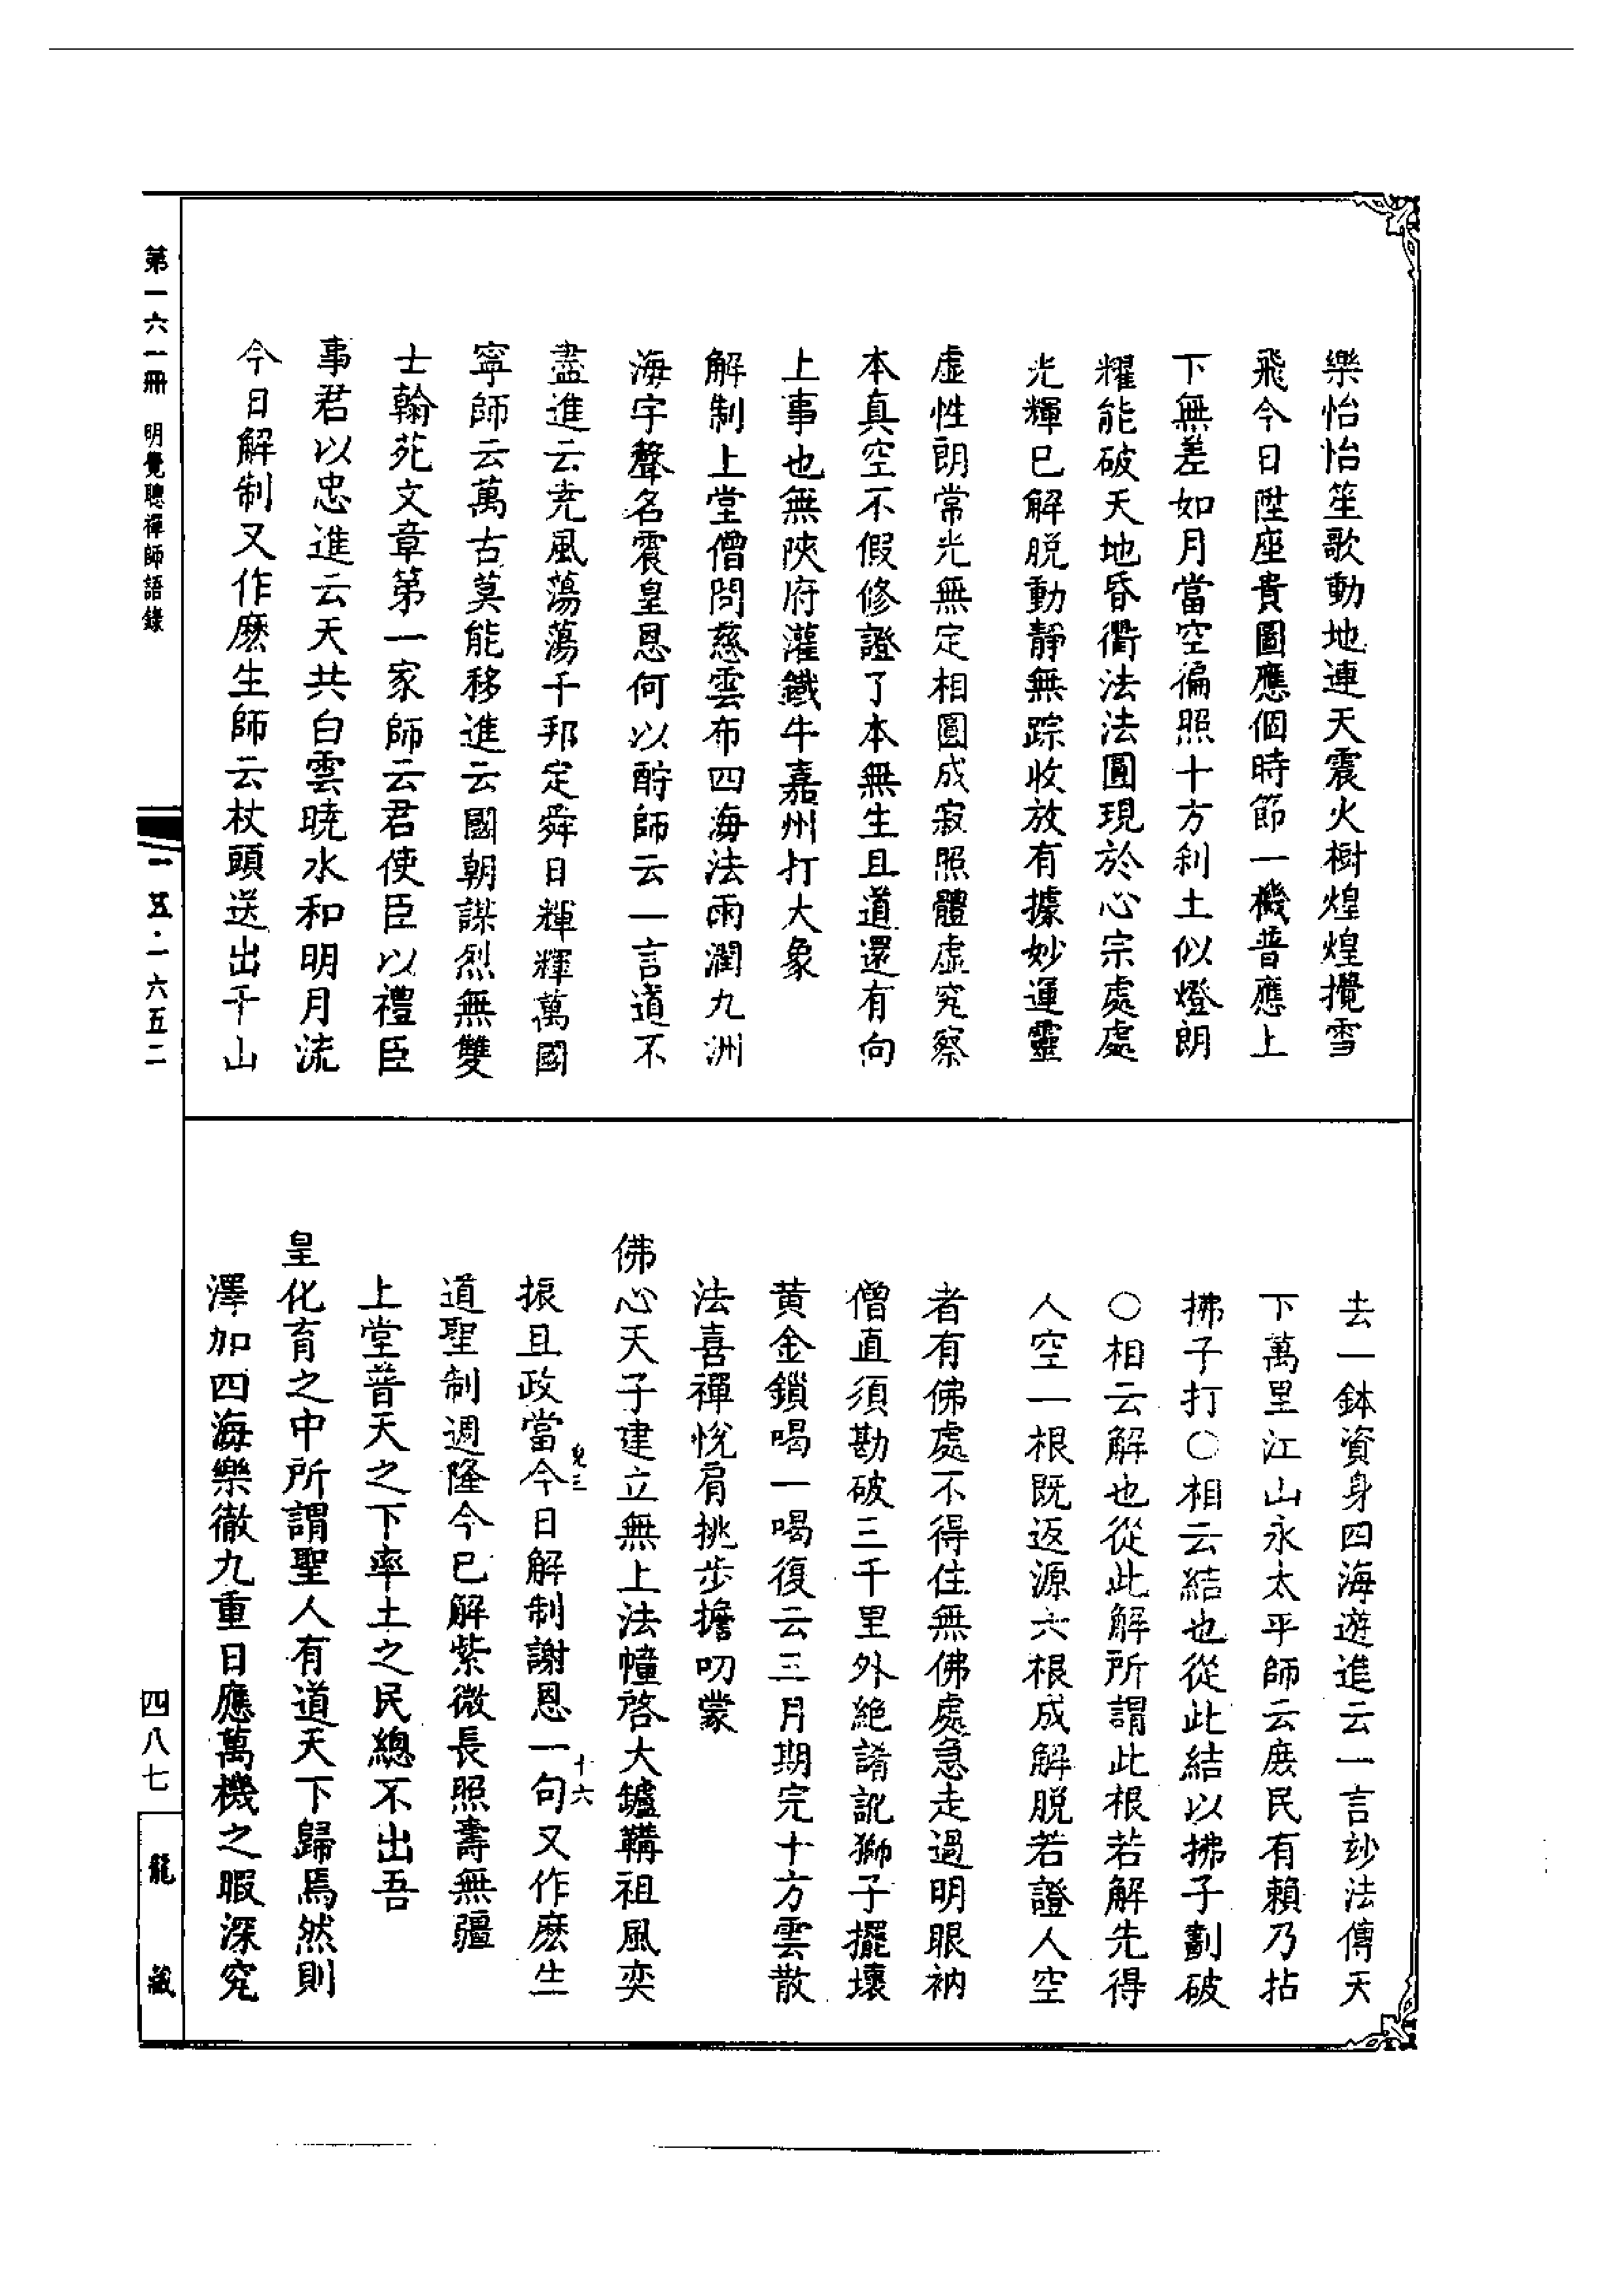 樂怡怡笙歌動地連天震火樹煌煌攪雪
飛今日陞座貴圖應個時節一機普應上
下無差如月當空徧照十方刹土似燈朗
耀能破天地昏衢法法圓現於心宗處處
光輝已解脫動靜無踪收放有據妙運靈
虛性朗常光無定相圓成寂照體虛究察
本真空不假修證了本無生且道還有向
上事也無陝府灌鐵牛嘉州打大象
解制上堂僧問慈雲布四海法雨潤九洲
海宇聲名震皇恩何以酧師云一言道不
盡進云尭風蕩蕩千邦定舜日輝輝萬國
寧師云萬古莫能移進云國朝謀烈無雙
士翰苑文章第一家師云君使臣以禮臣
事君以忠進云天共白雲曉水和明月流
今日解制又作麽生師云杖頭送出千山
去一鉢資身四海遊進云一言玅法傳天
下萬里江山永太平師云庻民有賴乃拈
拂子打○相云結也從此結以拂子劃破
○相云解也從此解所謂此根若解先得
人空一根既返源六根成解脫若證人空
者有佛處不得住無佛處急走過明眼衲
僧直須勘破三千里外絶誵訛獅子擺壞
黄金鎖喝一喝復云三月期完十方雲散
法喜禪悅肩挑步擔叨蒙
佛心天子建立無上法幢啓大鑪鞲祖風奕
振且政當今日解制謝恩一句又作麽生
道聖制週隆今已解紫微長照壽無疆
上堂普天之下率土之民總不出吾
皇化育之中所謂聖人有道天下歸焉然則
澤加四海樂徹九重日應萬機之暇深究
第一六一冊 明覺聰禪師語錄
一五·一六五二
四八七
龍藏
十六